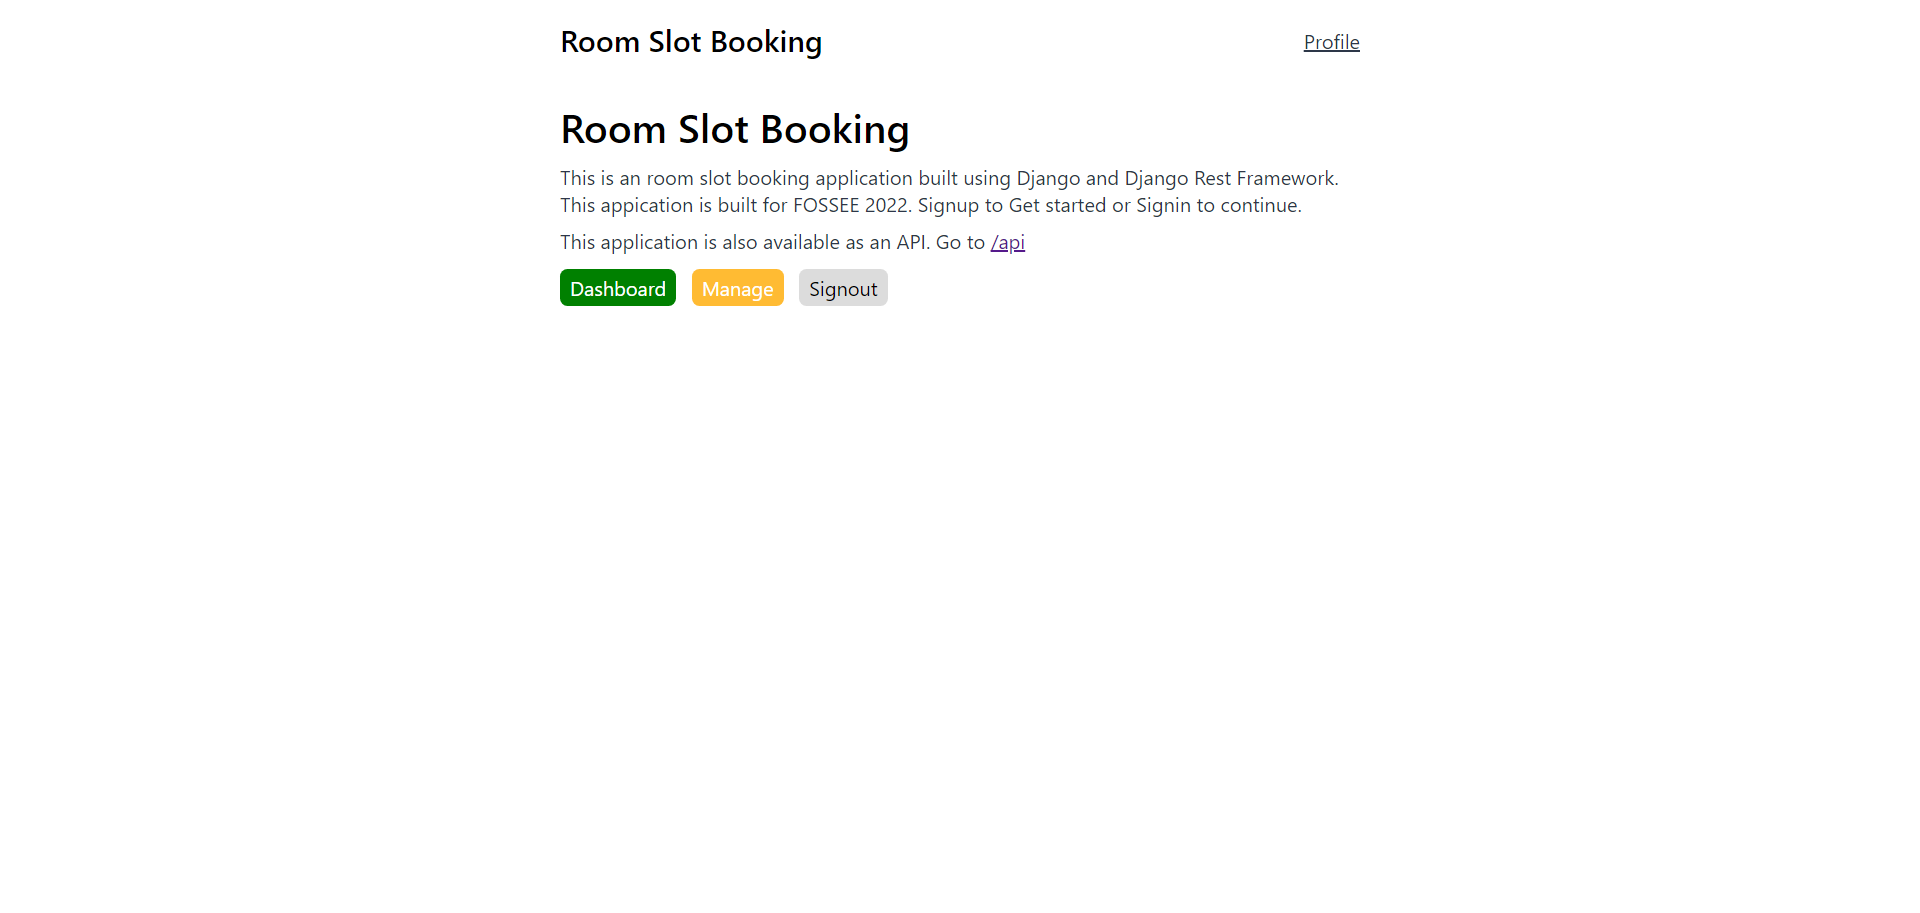 Room Slot Booking
Profile
Room Slot Booking
This is an room slot booking application built using Django and Django Rest Framework.
This appication is built for FOSSEE 2022. Signup to Get started or Signin to continue.
This application is also available as an API. Go to /api
Dashboard
Manage
Signout